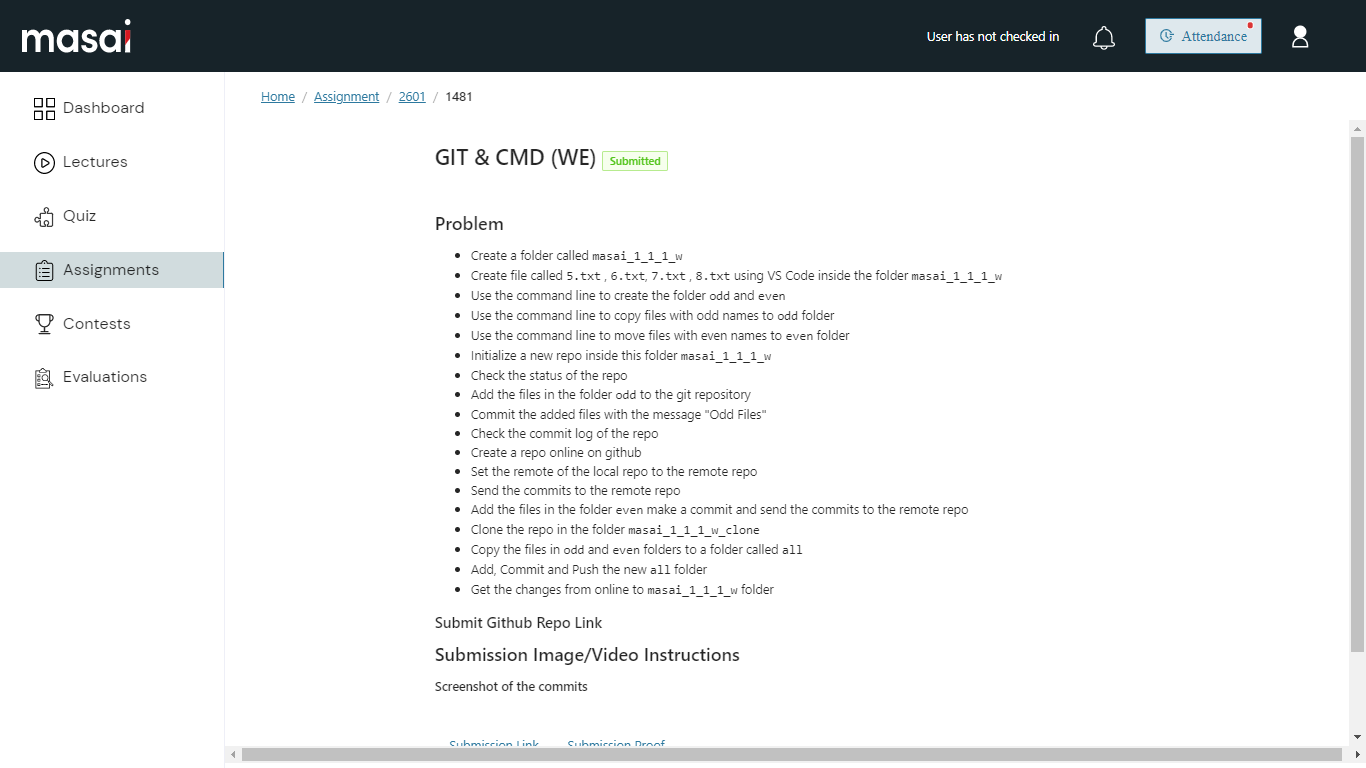 masai
User has not checked in
Attendance
Dashboard
Lectures
Quiz
Assignments
Contests
Evaluations
Home / Assignment / 2601 / 1481
GIT & CMD (WE) Submitted
Problem
Create a folder called masai_1_1_1_w
Create file called 5.txt , 6.txt, 7.txt , 8.txt using VS Code inside the folder masai_1_1_1_w
Use the command line to create the folder odd and even
Use the command line to copy files with odd names to odd folder
Use the command line to move files with even names to even folder
Initialize a new repo inside this folder masai_1_1_1_w
Check the status of the repo
Add the files in the folder odd to the git repository
Commit the added files with the message "Odd Files"
Check the commit log of the repo
Create a repo online on github
Set the remote of the local repo to the remote repo
Send the commits to the remote repo
Add the files in the folder even make a commit and send the commits to the remote repo
Clone the repo in the folder masai_1_1_1_w_clone
Copy the files in odd and even folders to a folder called all
Add, Commit and Push the new all folder
Get the changes from online to masai_1_1_1_w folder
Submit Github Repo Link
Submission Image/Video Instructions
Screenshot of the commits
Submission Link Submission Proof